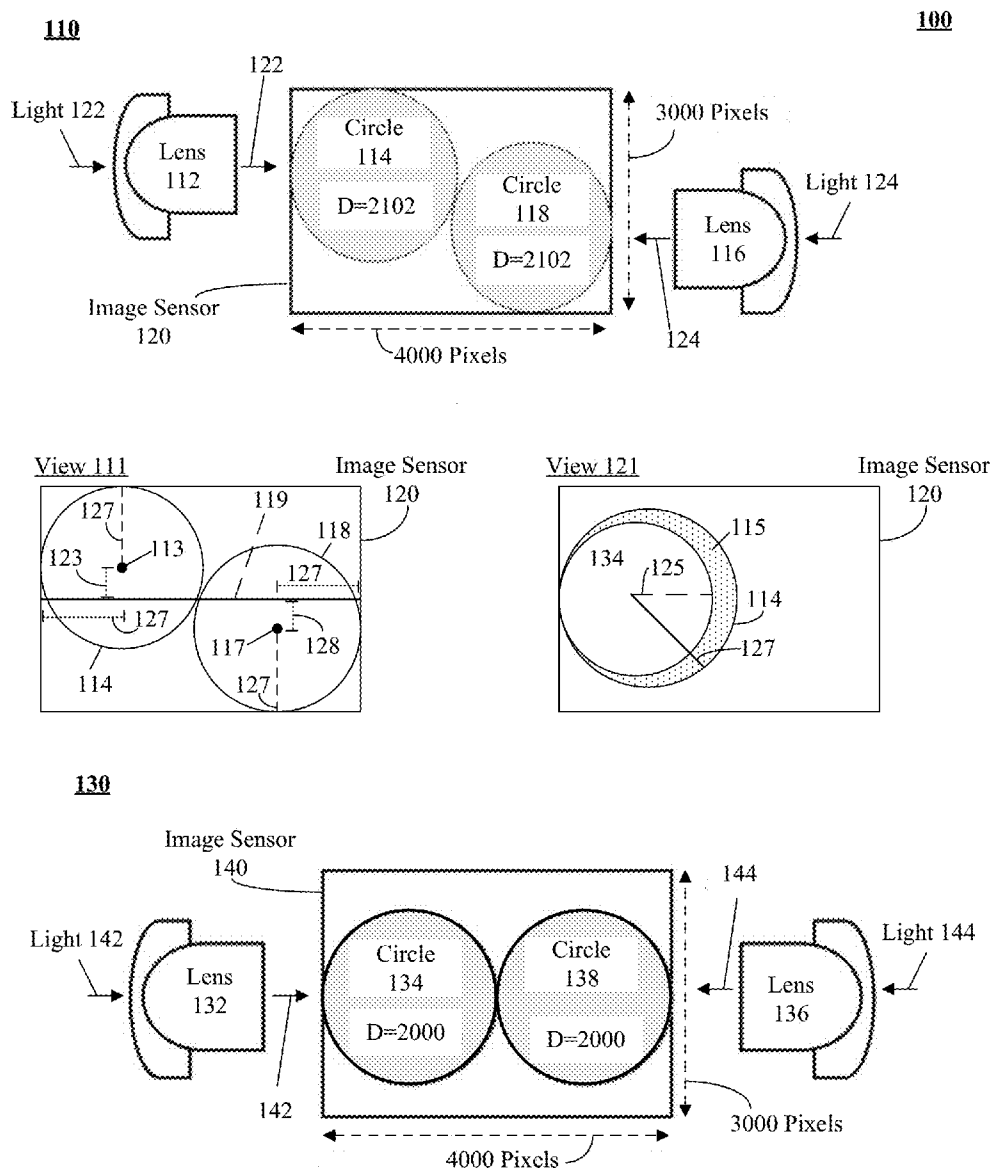 110
100
122
Light 122
Lens
112
Circle
114
D=2102
Circle
118
D=2102
3000 Pixels
Light 124
Lens
116
124
Image Sensor
120
4000 Pixels
View 111
Image Sensor
120
127
119
113
118
123
127
127
117
128
114
127
View 121
Image Sensor
120
115
134
125
114
127
130
Image Sensor
140
144
Light 142
Lens
132
142
Circle
134
D=2000
Circle
138
D=2000
Lens
136
Light 144
3000 Pixels
4000 Pixels